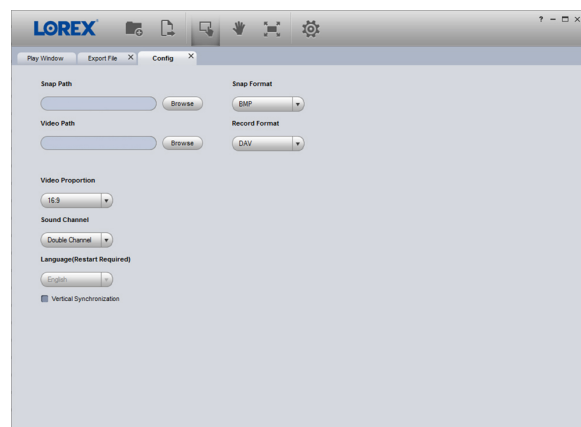 LOREX
? 
Play Window Export File X Config X
Snap Path Snap Format
Browse BMP
Video Path Record Format
Browse DAV
Video Proportion
16:9
Sound Channel
Double Channel
Language(Restart Required)
English
Vertical Synchronization